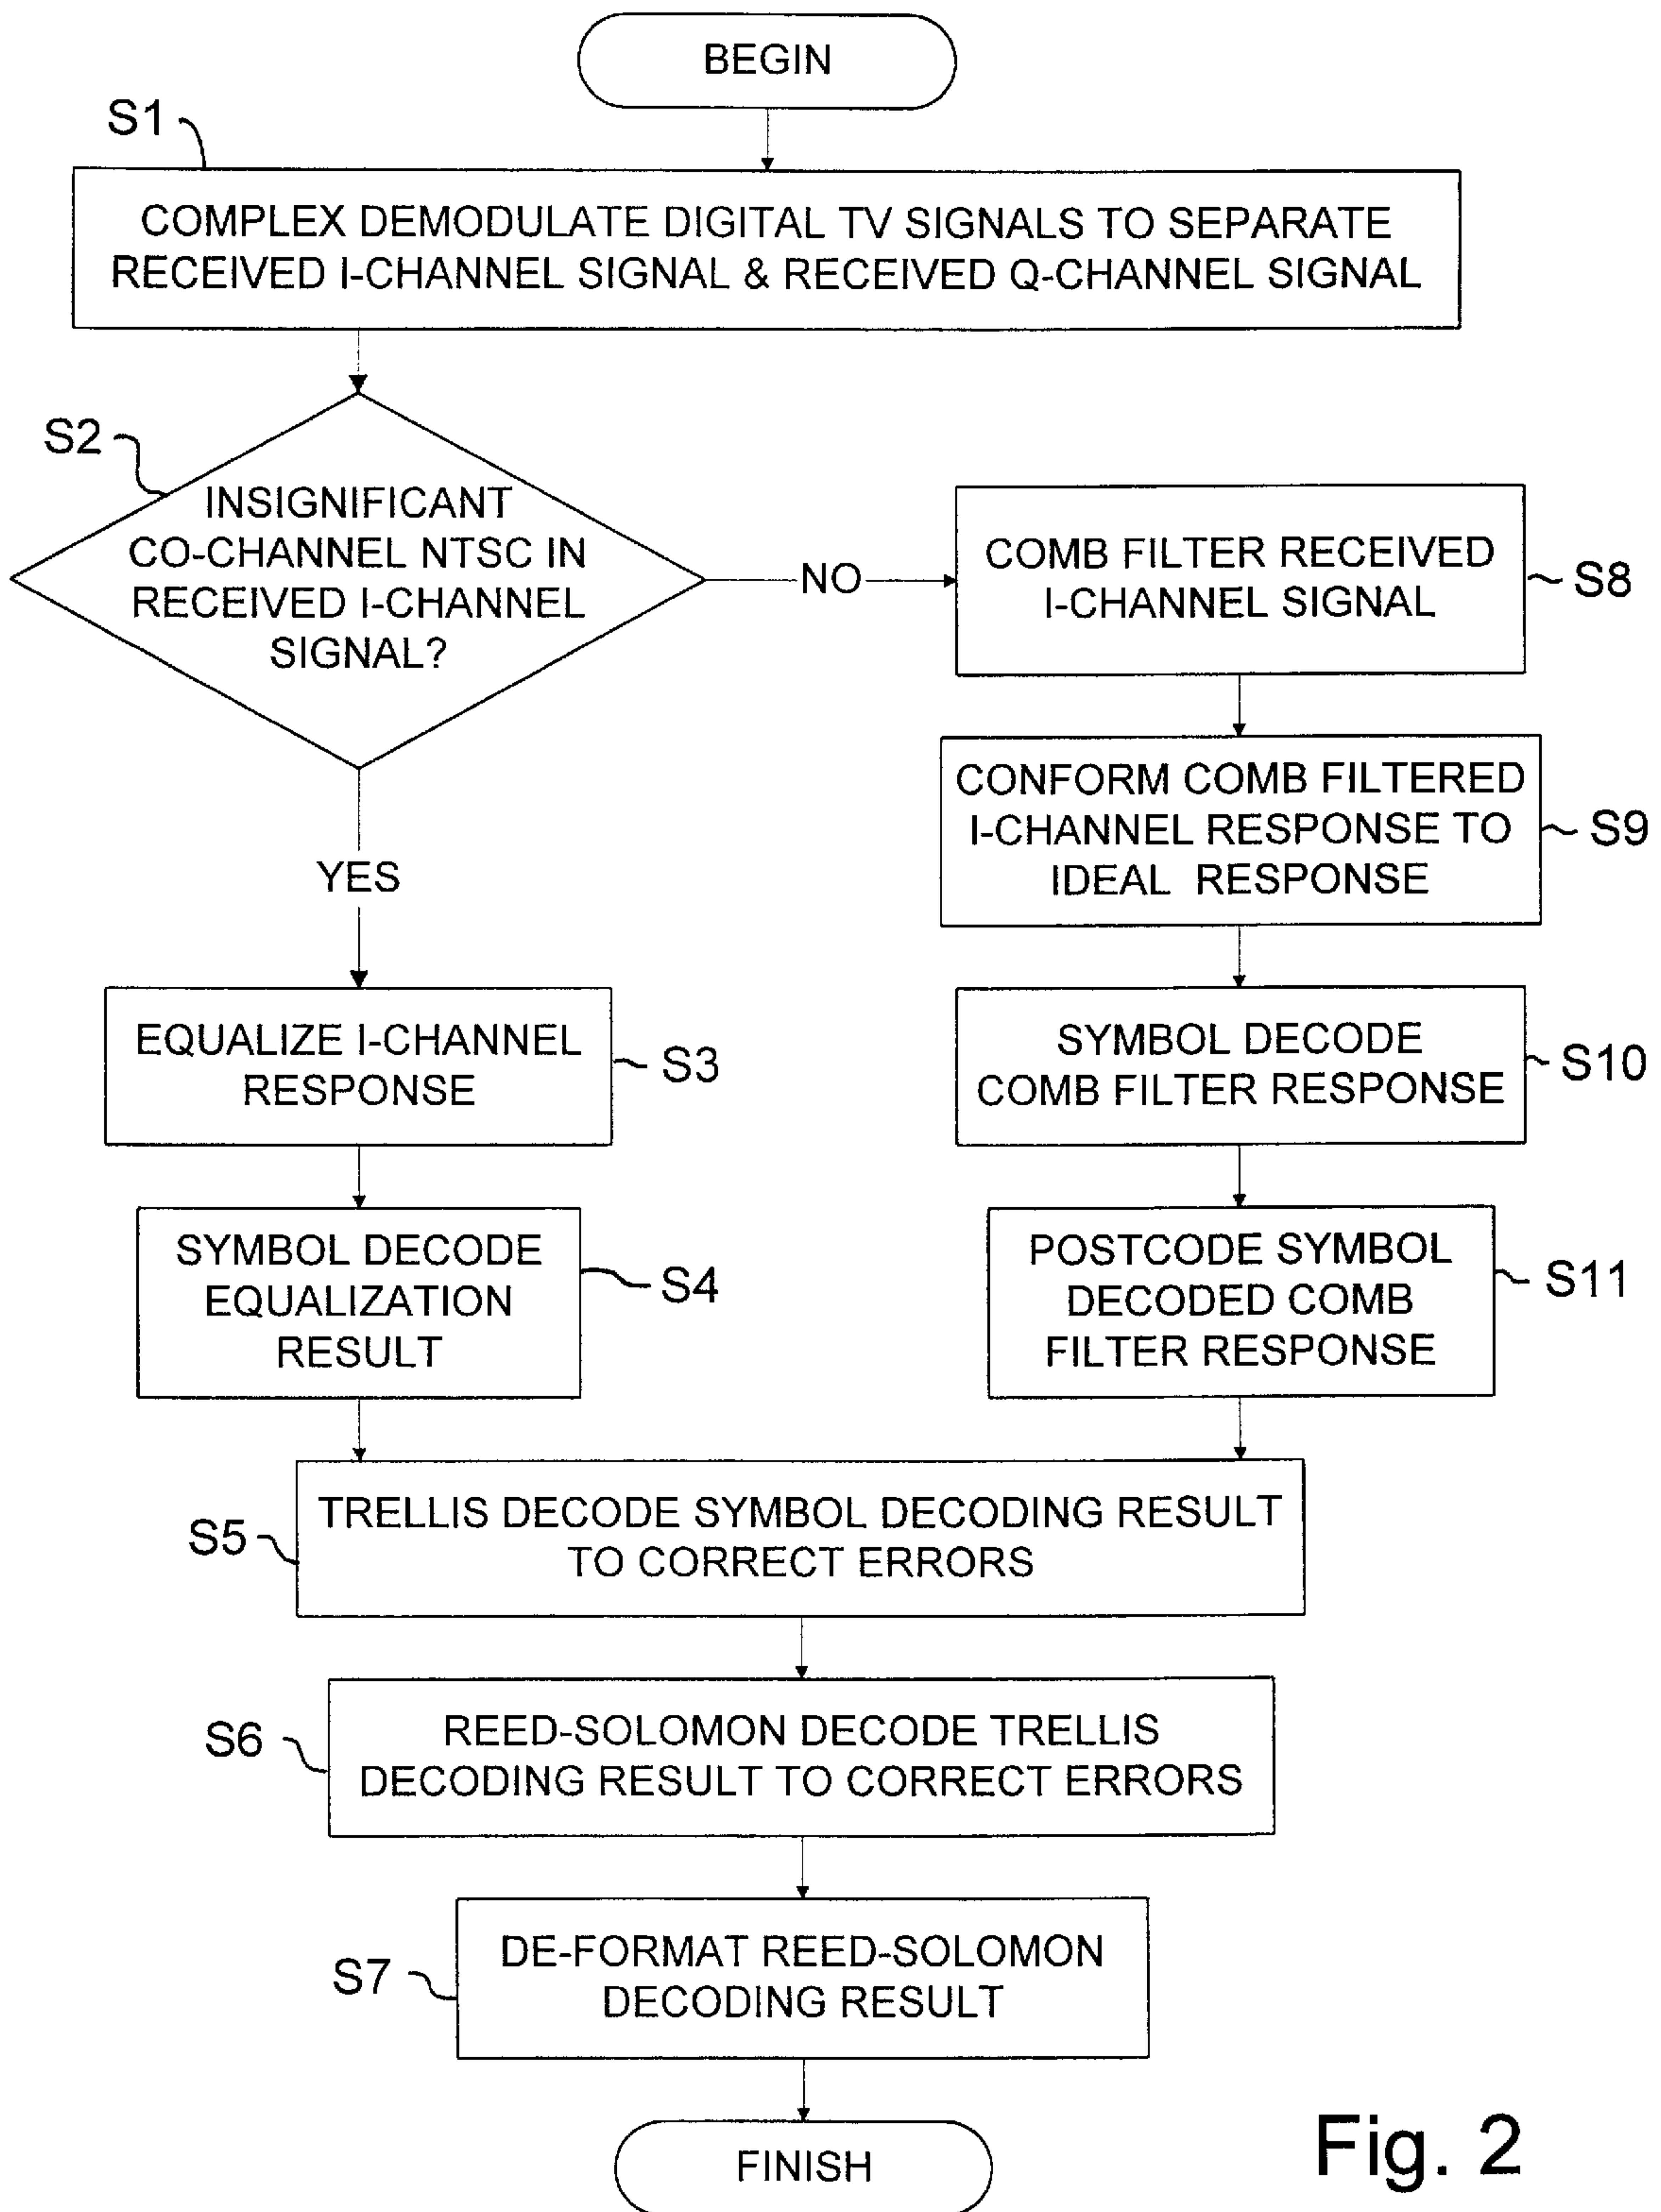 BEGIN
S1
COMPLEX DEMODULATE DIGITAL TV SIGNALS TO SEPARATE
RECEIVED I-CHANNEL SIGNAL & RECEIVED Q-CHANNEL SIGNAL
S2
INSIGNIFICANT
CO-CHANNEL NTSC IN
RECEIVED I-CHANNEL
SIGNAL?
NO
COMB FILTER RECEIVED
I-CHANNEL SIGNAL
S8
CONFORM COMB FILTERED
I-CHANNEL RESPONSE TO
IDEAL RESPONSE
S9
YES
EQUALIZE I-CHANNEL
RESPONSE
S3
SYMBOL DECODE
COMB FILTER RESPONSE
S10
SYMBOL DECODE
EQUALIZATION
RESULT
S4
POSTCODE SYMBOL
DECODED COMB
FILTER RESPONSE
S11
S5
TRELLIS DECODE SYMBOL DECODING RESULT
TO CORRECT ERRORS
S6
REED-SOLOMON DECODE TRELLIS
DECODING RESULT TO CORRECT ERRORS
S7
DE-FORMAT REED-SOLOMON
DECODING RESULT
FINISH
Fig. 2